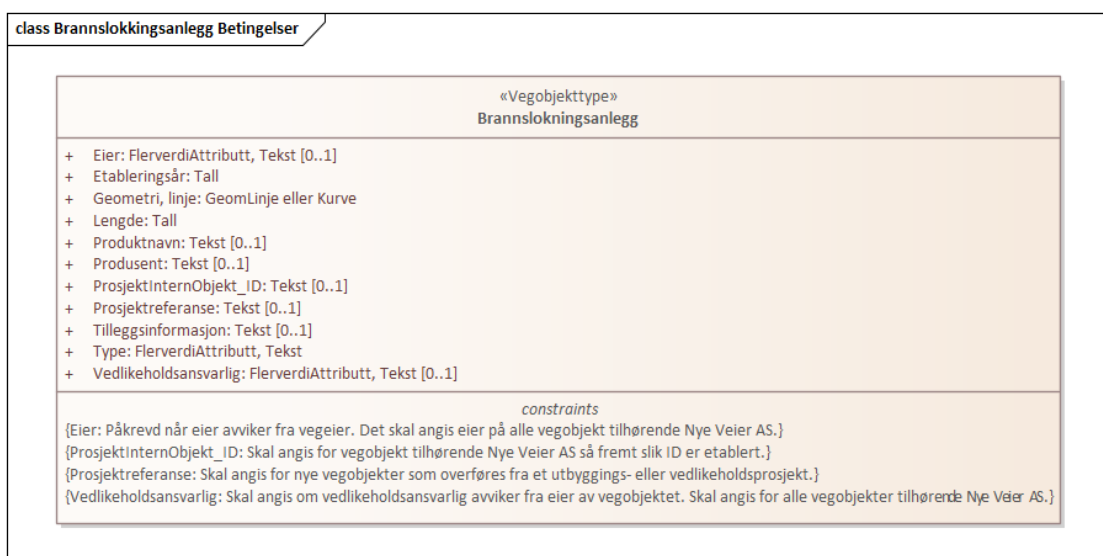 class Brannslokkingsanlegg Betingelser
«Vegobjekttype»
Brannslokningsanlegg
+ Eier: FlerverdiAttributt, Tekst [0..1]
+ Etableringsår: Tall
+ Geometri, linje: GeomLinje eller Kurve
+ Lengde: Tall
+ Produktnavn: Tekst [0..1]
+ Produsent: Tekst [0..1]
+ ProsjektInternObjekt_ID: Tekst [0..1]
+ Prosjektreferanse: Tekst [0..1]
+ Tilleggsinformasjon: Tekst [0..1]
+ Type: FlerverdiAttributt, Tekst
+ Vedlikeholdsansvarlig: FlerverdiAttributt, Tekst [0..1]
constraints
{Eier: Påkrevd når eier avviker fra vegeier. Det skal angis eier på alle vegobjekt tilhørende Nye Veier AS.}
{ProsjektInternObjekt_ID: Skal angis for vegobjekt tilhørende Nye Veier AS så fremt slik ID er etablert.}
{Prosjektreferanse: Skal angis for nye vegobjekter som overføres fra et utbyggings- eller vedlikeholdsprosjekt.}
{Vedlikeholdsansvarlig: Skal angis om vedlikeholdsansvarlig avviker fra eier av vegobjektet. Skal angis for alle vegobjekter tilhørende Nye Veier AS.}